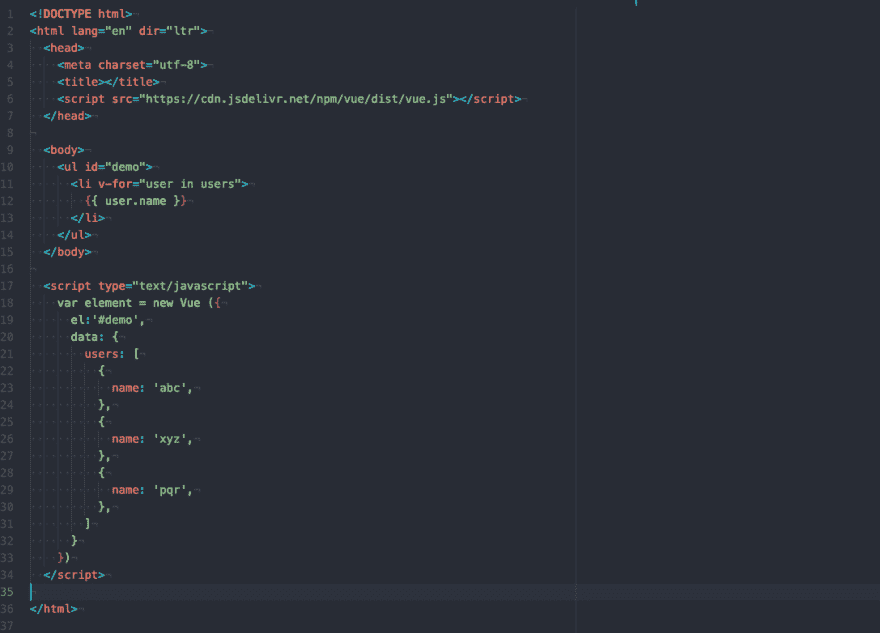 1 <!DOCTYPE html>
2 <html lang="en" dir="ltr">
3   <head>
4     <meta charset="utf-8">
5     <title></title>
6     <script src="https://cdn.jsdelivr.net/npm/vue/dist/vue.js"></script>
7   </head>
8
9   <body>
10     <ul id="demo">
11       <li v-for="user in users">
12         {{ user.name }}
13       </li>
14     </ul>
15   </body>
16
17   <script type="text/javascript">
18     var element = new Vue ({
19       el:'#demo',
20       data: {
21         users: [
22           {
23             name: 'abc',
24           },
25           {
26             name: 'xyz',
27           },
28           {
29             name: 'pqr',
30           },
31         ]
32       }
33     })
34   </script>
35
36 </html>
37